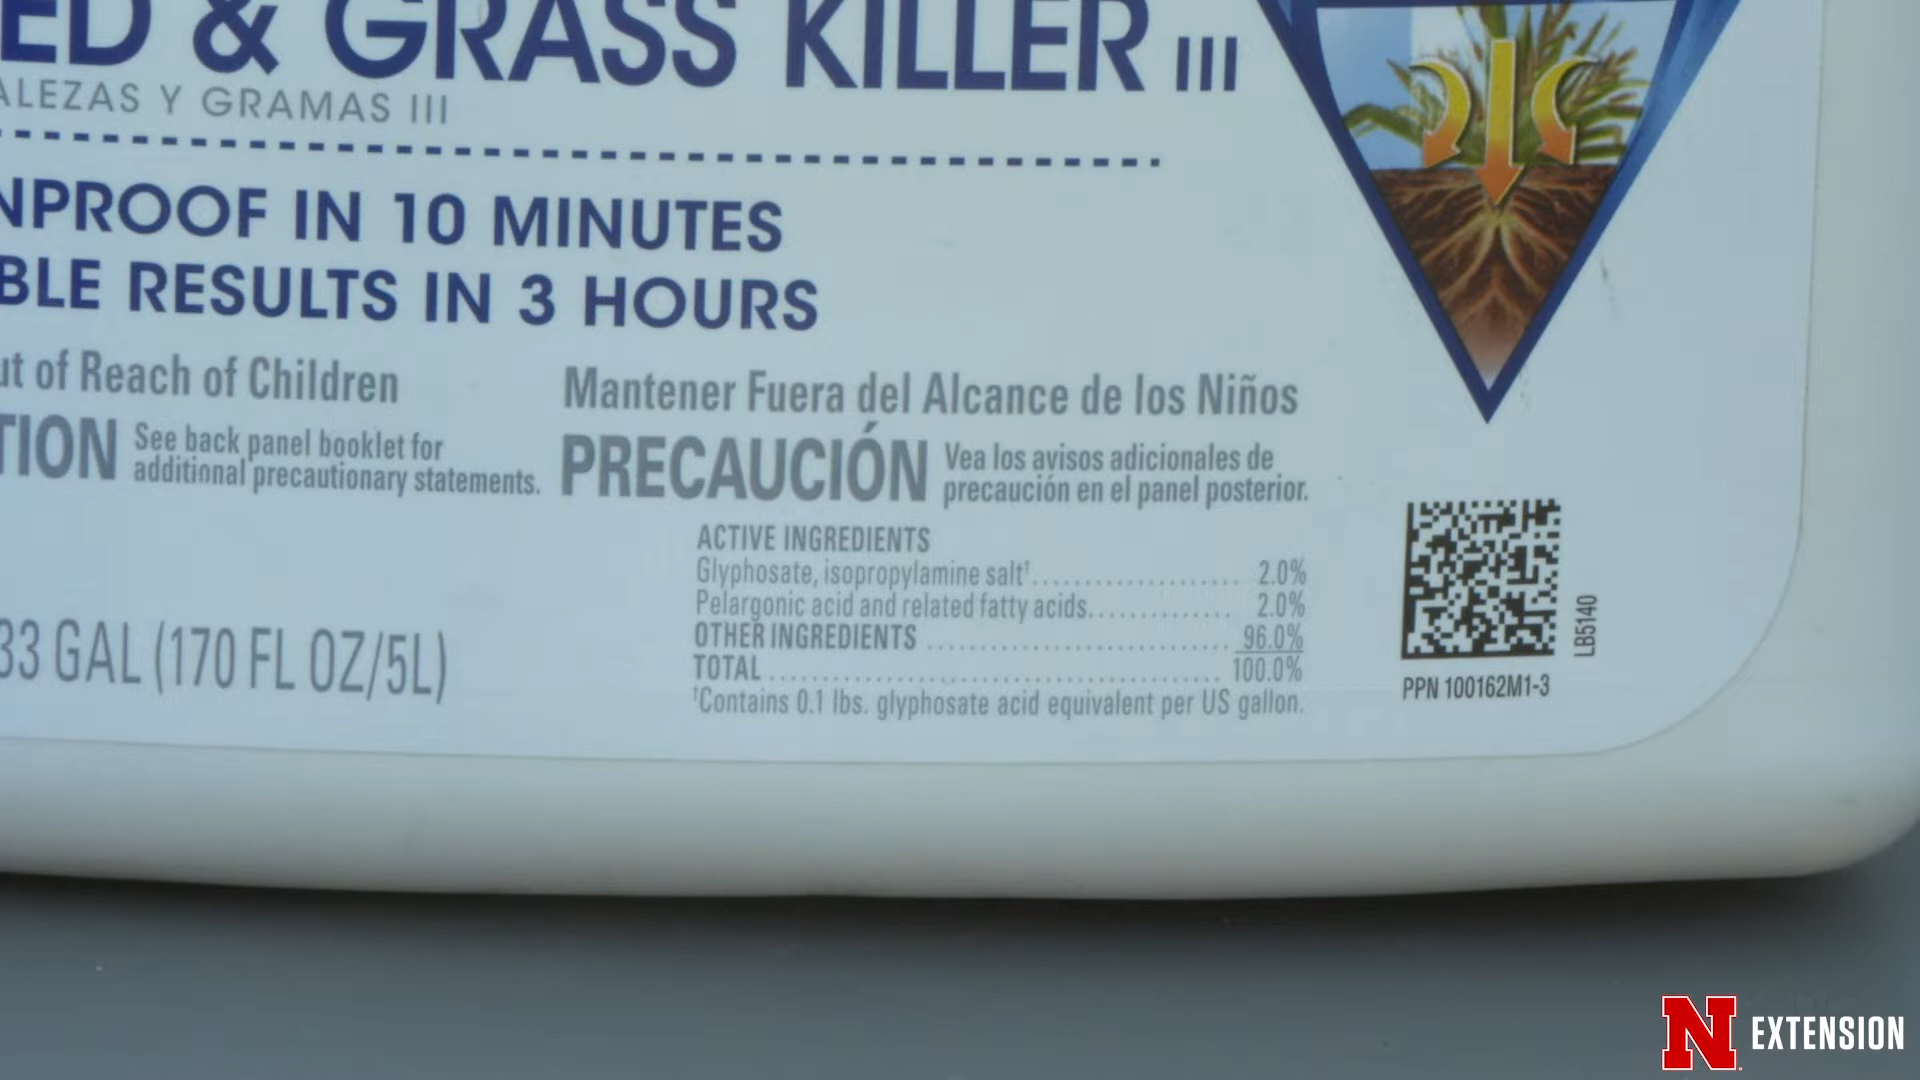 ED & GRASS KILLER III
ALEZAS Y GRAMAS III
NPROOF IN 10 MINUTES
BLE RESULTS IN 3 HOURS
ut of Reach of Children
Mantener Fuera del Alcance de los Niños
TION See back panel booklet for
additional precautionary statements.
PRECAUCIÓN Vea los avisos adicionales de
precaución en el panel posterior.
ACTIVE INGREDIENTS
Glyphosate, isopropylamine salt†.................... 2.0%
Pelargonic acid and related fatty acids.............. 2.0%
OTHER INGREDIENTS ............................. 96.0%
TOTAL............................................ 100.0%
†Contains 0.1 lbs. glyphosate acid equivalent per US gallon.
33 GAL (170 FL OZ/5L)
LB5140
PPN 100162M1-3
N EXTENSION